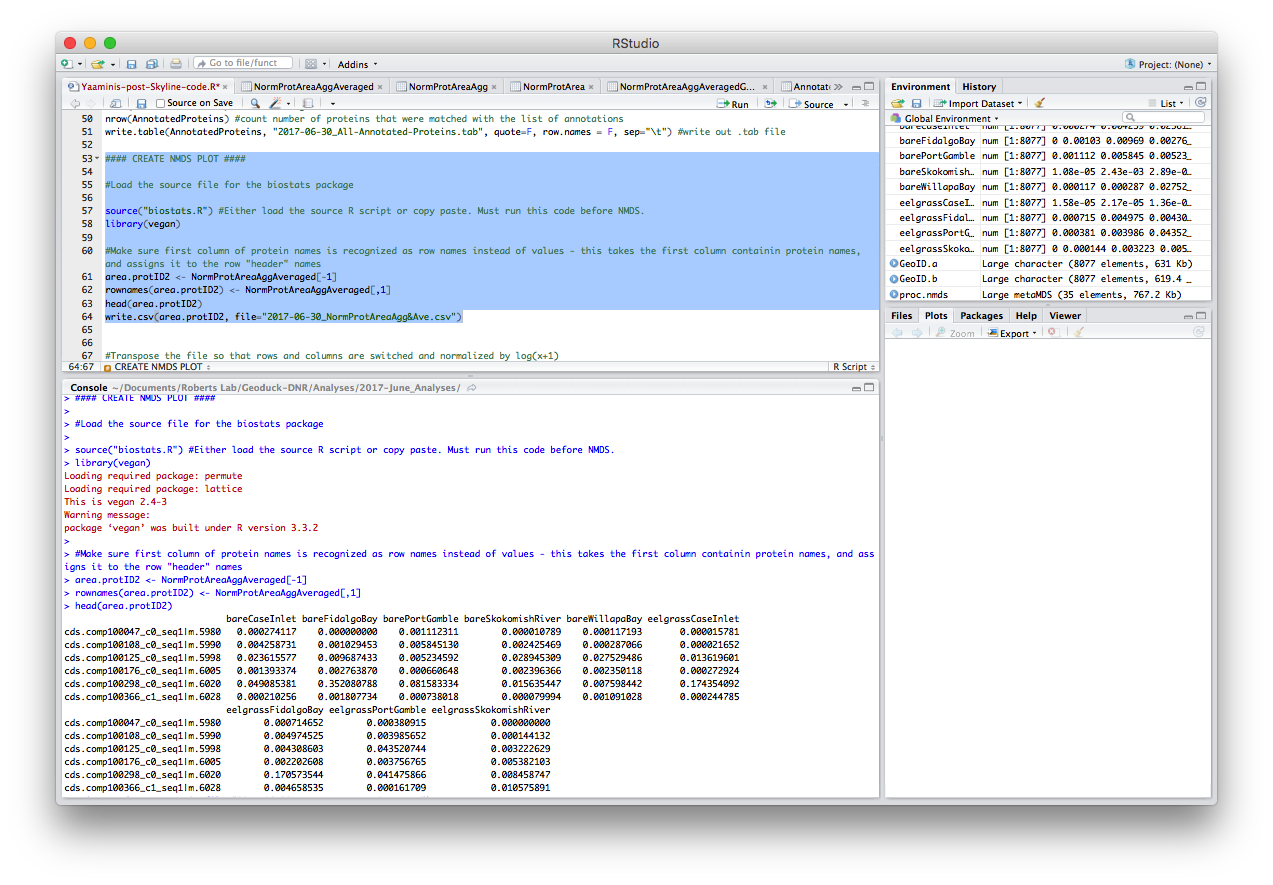 RStudio
Go to file/funct
Addins
Project: (None)
Yaaminis-post-Skyline-code.R*
NormProtAreaAggAveraged
NormProtAreaAgg
NormProtArea
NormProtAreaAggAveragedG...
Annotat
Source on Save
Run
Source
50 nrow(AnnotatedProteins) #count number of proteins that were matched with the list of annotations
51 write.table(AnnotatedProteins, "2017-06-30_All-Annotated-Proteins.tab", quote=F, row.names = F, sep="\t") #write out .tab file
52
53 #### CREATE NMDS PLOT ####
54
55 #Load the source file for the biostats package
56
57 source("biostats.R") #Either load the source R script or copy paste. Must run this code before NMDS.
58 library(vegan)
59
60 #Make sure first column of protein names is recognized as row names instead of values - this takes the first column containin protein names,
and assigns it to the row "header" names
61 area.protID2 <- NormProtAreaAggAveraged[-1]
62 rownames(area.protID2) <- NormProtAreaAggAveraged[,1]
63 head(area.protID2)
64 write.csv(area.protID2, file="2017-06-30_NormProtAreaAgg&Ave.csv")
65
66
67 #Transpose the file so that rows and columns are switched and normalized by log(x+1)
64:67 CREATE NMDS PLOT R Script
Console ~/Documents/Roberts Lab/Geoduck-DNR/Analyses/2017-June_Analyses/
> #### CREATE NMDS PLOT ####
>
> #Load the source file for the biostats package
>
> source("biostats.R") #Either load the source R script or copy paste. Must run this code before NMDS.
> library(vegan)
Loading required package: permute
Loading required package: lattice
This is vegan 2.4-3
Warning message:
package ‘vegan’ was built under R version 3.3.2
>
> #Make sure first column of protein names is recognized as row names instead of values - this takes the first column containin protein names, and ass
igns it to the row "header" names
> area.protID2 <- NormProtAreaAggAveraged[-1]
> rownames(area.protID2) <- NormProtAreaAggAveraged[,1]
> head(area.protID2)
bareCaseInlet bareFidalgoBay barePortGamble bareSkokomishRiver bareWillapaBay eelgrassCaseInlet
cds.comp100047_c0_seq1|m.5980 0.000274117 0.000000000 0.001112311 0.000010789 0.000117193 0.000015781
cds.comp100108_c0_seq1|m.5990 0.004258731 0.001029453 0.005845130 0.002425469 0.000287066 0.000021652
cds.comp100125_c0_seq1|m.5998 0.023615577 0.009687433 0.005234592 0.028945309 0.027529486 0.013619601
cds.comp100176_c0_seq1|m.6005 0.001393374 0.002763870 0.000660648 0.002396366 0.002350118 0.000272924
cds.comp100298_c0_seq1|m.6020 0.049085381 0.352080788 0.081583334 0.015635447 0.007598442 0.174354092
cds.comp100366_c1_seq1|m.6028 0.000210256 0.001807734 0.000738018 0.000079994 0.001091028 0.000244785
eelgrassFidalgoBay eelgrassPortGamble eelgrassSkokomishRiver
cds.comp100047_c0_seq1|m.5980 0.000714652 0.000380915 0.000000000
cds.comp100108_c0_seq1|m.5990 0.004974525 0.003985652 0.000144132
cds.comp100125_c0_seq1|m.5998 0.004308603 0.043520744 0.003222629
cds.comp100176_c0_seq1|m.6005 0.002202608 0.003756765 0.005382103
cds.comp100298_c0_seq1|m.6020 0.170573544 0.041475866 0.008458747
cds.comp100366_c1_seq1|m.6028 0.004658535 0.000161709 0.010575891
Environment
History
Import Dataset
List
Global Environment
bareCaseInlet num [1:8077] 0.000274 0.004259
bareFidalgoBay num [1:8077] 0 0.00103 0.00969 0.00276_
barePortGamble num [1:8077] 0.001112 0.005845 0.00523_
bareSkokomish... num [1:8077] 1.08e-05 2.43e-03 2.89e-0_
bareWillapaBay num [1:8077] 0.000117 0.000287 0.02752_
eelgrassCaseI... num [1:8077] 1.58e-05 2.17e-05 1.36e-0_
eelgrassFidal... num [1:8077] 0.000715 0.004975 0.00430_
eelgrassPortG... num [1:8077] 0.000381 0.003986 0.04352_
eelgrassSkoko... num [1:8077] 0 0.000144 0.003223 0.005_
GeoID.a Large character (8077 elements, 631 Kb)
GeoID.b Large character (8077 elements, 619.4 _
proc.nmds Large metaMDS (35 elements, 767.2 Kb)
Files
Plots
Packages
Help
Viewer
Zoom
Export